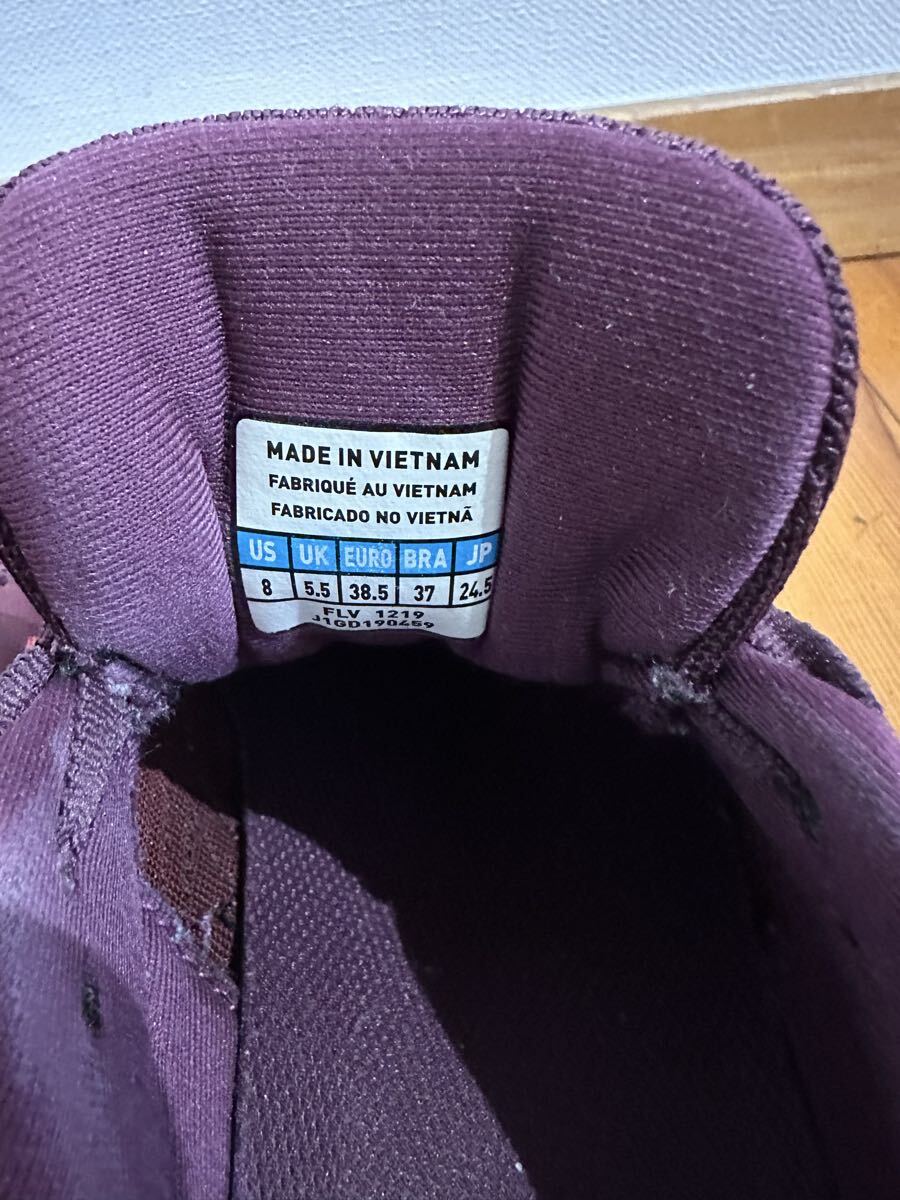 MADE IN VIETNAM
FABRIQUÉ AU VIETNAM
FABRICADO NO VIETNÃ
US UK EURO BRA JP
8 5.5 38.5 37 24.5
FLV 1219
J1GD190459